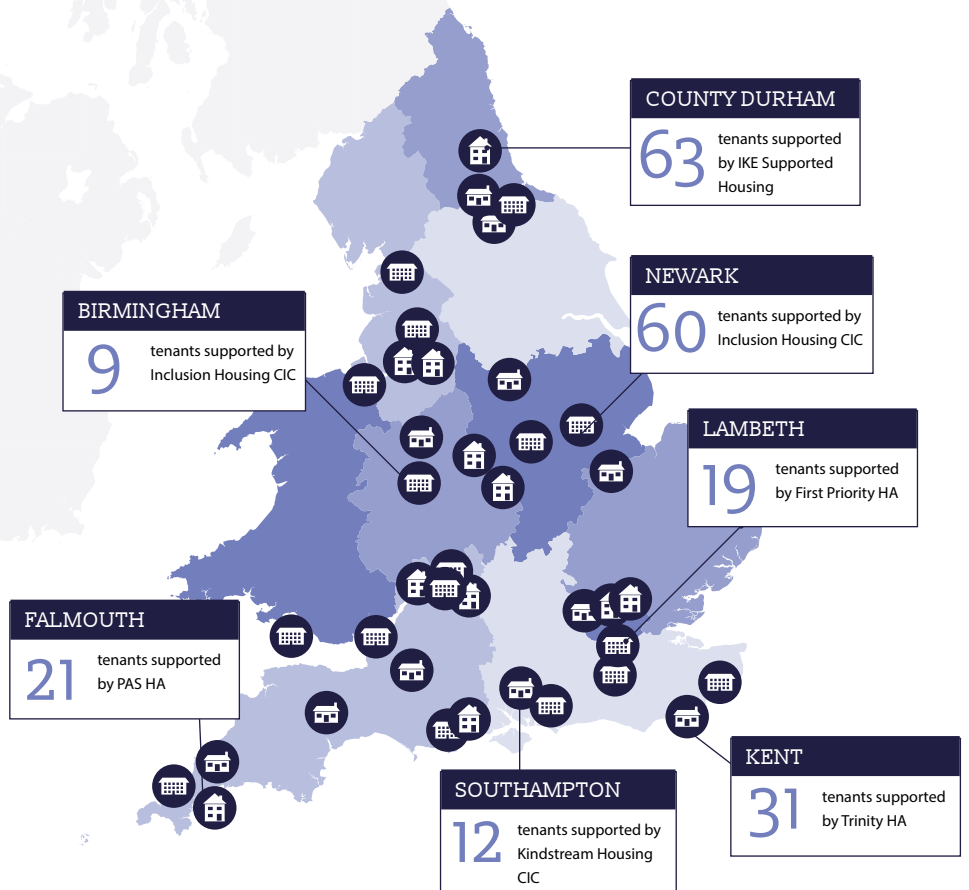 COUNTY DURHAM
63
tenants supported
by IKE Supported
Housing
NEWARK
60
tenants supported by
Inclusion Housing CIC
BIRMINGHAM
9
tenants supported by
Inclusion Housing CIC
LAMBETH
19
tenants supported
by First Priority HA
FALMOUTH
21
tenants supported
by PAS HA
KENT
31
tenants supported
by Trinity HA
SOUTHAMPTON
12
tenants supported by
Kindstream Housing
CIC